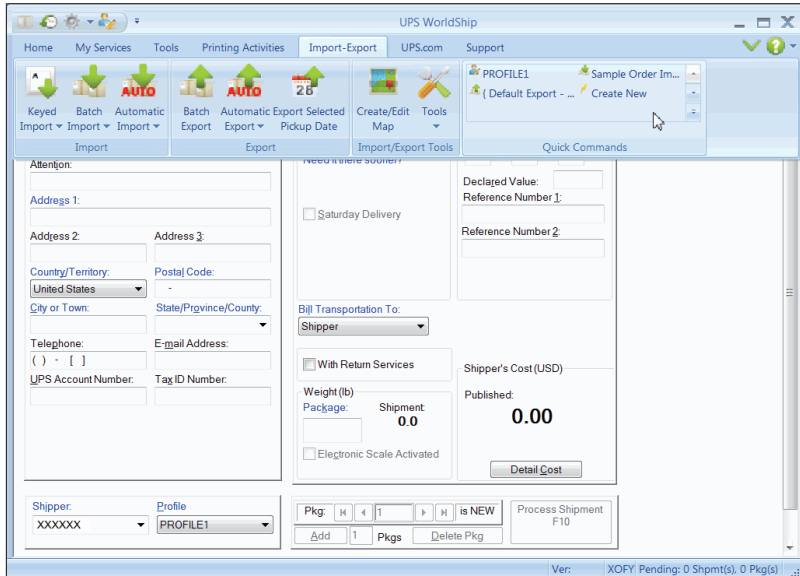 UPS WorldShip
Home My Services Tools Printing Activities Import-Export UPS.com Support
Keyed Import Batch Import Automatic Import
Import
Batch Export Automatic Export Export Selected Pickup Date
AUTO AUTO 28
Export
Create/Edit Map Tools
Import/Export Tools
PROFILE1 Sample Order Im...
( Default Export - ... Create New
Quick Commands
Attention:
Address 1:
Address 2: Address 3:
Country/Territory: Postal Code:
United States -
City or Town: State/Province/County:
Telephone: E-mail Address:
( ) - [ ]
UPS Account Number: Tax ID Number:
Shipper: Profile
XXXXXX PROFILE1
Need it there sooner?
Saturday Delivery
Bill Transportation To:
Shipper
With Return Services
Weight (lb)
Package: Shipment
0.0
Electronic Scale Activated
Declared Value:
Reference Number 1:
Reference Number 2:
Shipper's Cost (USD)
Published:
0.00
Detail Cost
Pkg: 1 is NEW
Add 1 Pkgs Delete Pkg
Process Shipment
F10
Ver: XOFY Pending: 0 Shpmt(s), 0 Pkg(s)